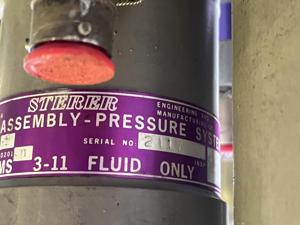 STERER
ENGINEERING AND
MANUFACTURING
ASSEMBLY-PRESSURE SYSTE
SERIAL NO.
MS 3-11 FLUID ONLY